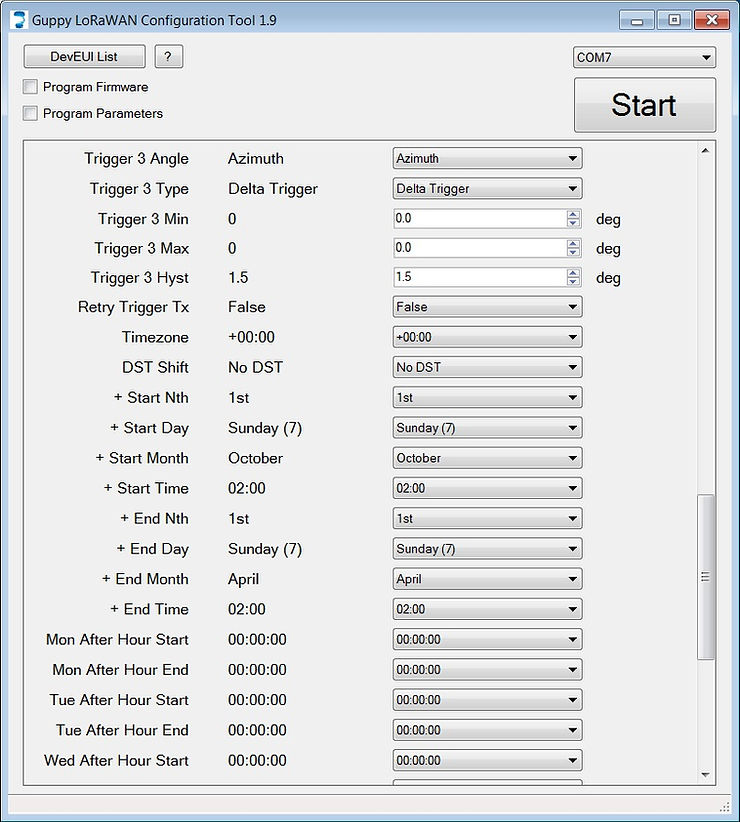 Guppy LoRaWAN Configuration Tool 1.9
DevEUI List ? COM7
Program Firmware
Program Parameters
Start
Trigger 3 Angle Azimuth Azimuth
Trigger 3 Type Delta Trigger Delta Trigger
Trigger 3 Min 0 0.0 deg
Trigger 3 Max 0 0.0 deg
Trigger 3 Hyst 1.5 1.5 deg
Retry Trigger Tx False False
Timezone +00:00 +00:00
DST Shift No DST No DST
+ Start Nth 1st 1st
+ Start Day Sunday (7) Sunday (7)
+ Start Month October October
+ Start Time 02:00 02:00
+ End Nth 1st 1st
+ End Day Sunday (7) Sunday (7)
+ End Month April April
+ End Time 02:00 02:00
Mon After Hour Start 00:00:00 00:00:00
Mon After Hour End 00:00:00 00:00:00
Tue After Hour Start 00:00:00 00:00:00
Tue After Hour End 00:00:00 00:00:00
Wed After Hour Start 00:00:00 00:00:00